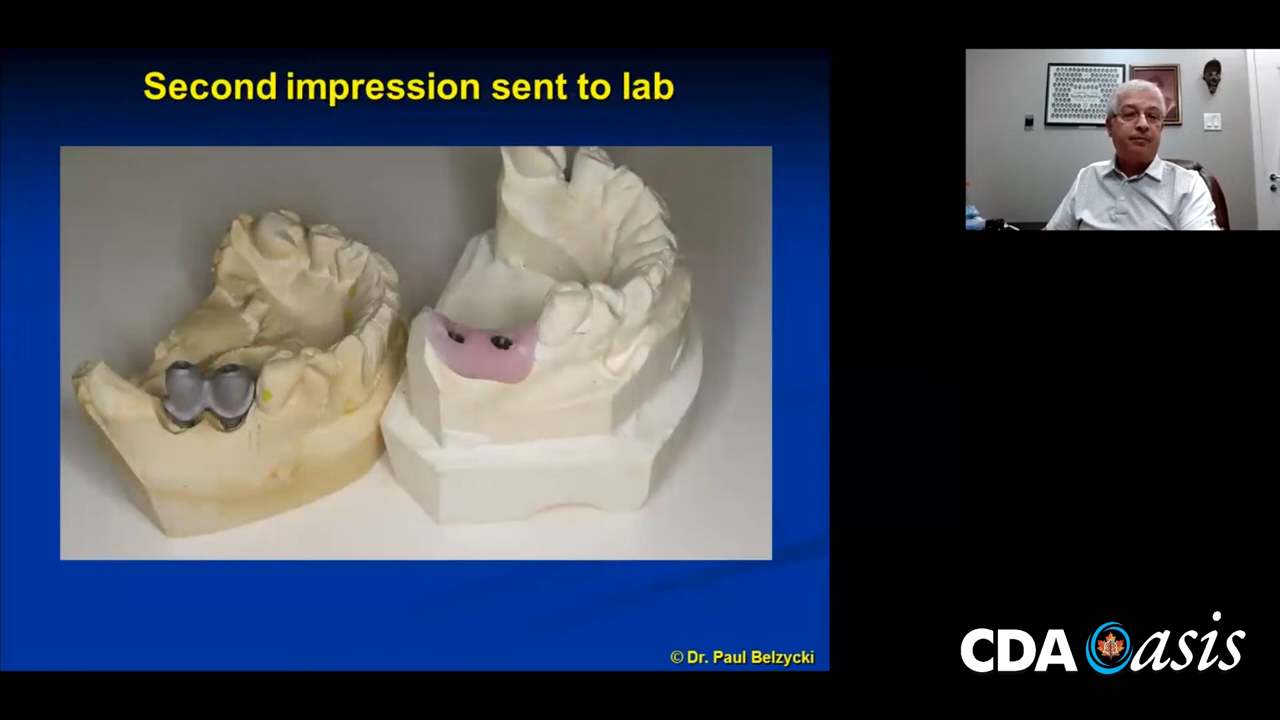 Second impression sent to lab
© Dr. Paul Belzycki
CDA Oasis